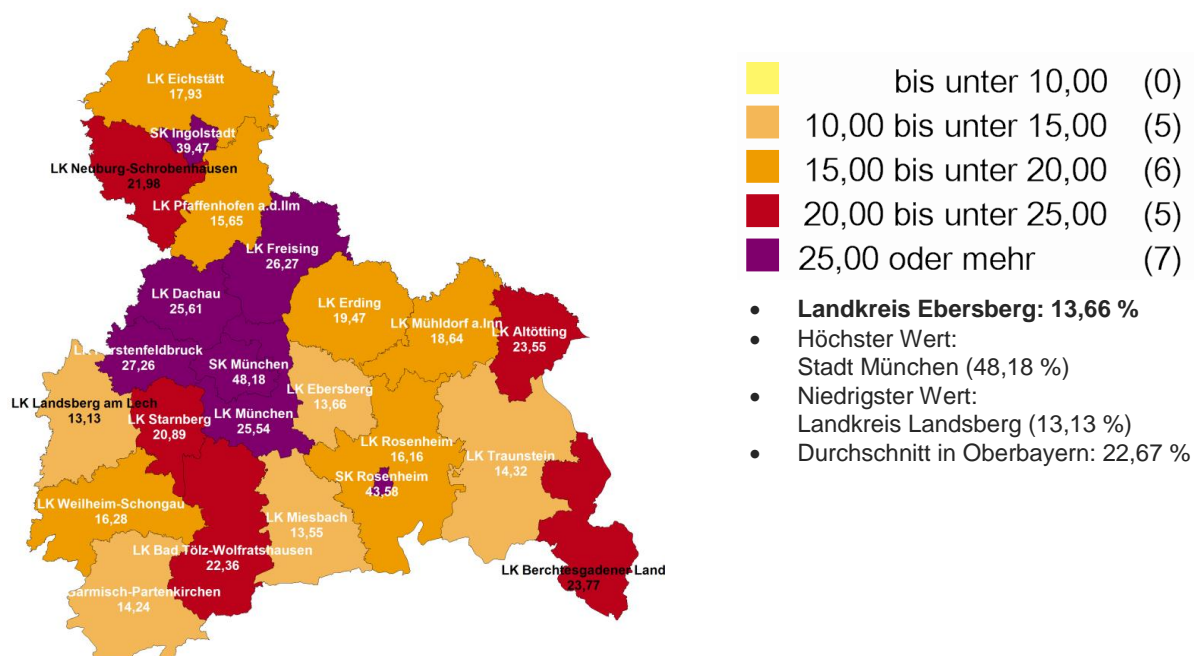 LK Eichstätt
17,93
SK Ingolstadt
39,47
LK Neuburg-Schrobenhausen
21,98
LK Pfaffenhofen a.d.Ilm
15,65
LK Freising
26,27
LK Dachau
25,61
LK Erding
19,47
LK Mühldorf a.Inn
18,64
LK Altötting
23,55
LK Fürstenfeldbruck
27,26
SK München
48,18
LK Ebersberg
13,66
LK Landsberg am Lech
13,13
LK Starnberg
20,89
LK München
25,54
LK Rosenheim
16,16
LK Traunstein
14,32
SK Rosenheim
43,58
LK Weilheim-Schongau
16,28
LK Miesbach
13,55
LK Bad Tölz-Wolfratshausen
22,36
LK Berchtesgadener Land
23,77
Garmisch-Partenkirchen
14,24
bis unter 10,00 (0)
10,00 bis unter 15,00 (5)
15,00 bis unter 20,00 (6)
20,00 bis unter 25,00 (5)
25,00 oder mehr (7)
• Landkreis Ebersberg: 13,66 %
• Höchster Wert:
Stadt München (48,18 %)
• Niedrigster Wert:
Landkreis Landsberg (13,13 %)
• Durchschnitt in Oberbayern: 22,67 %